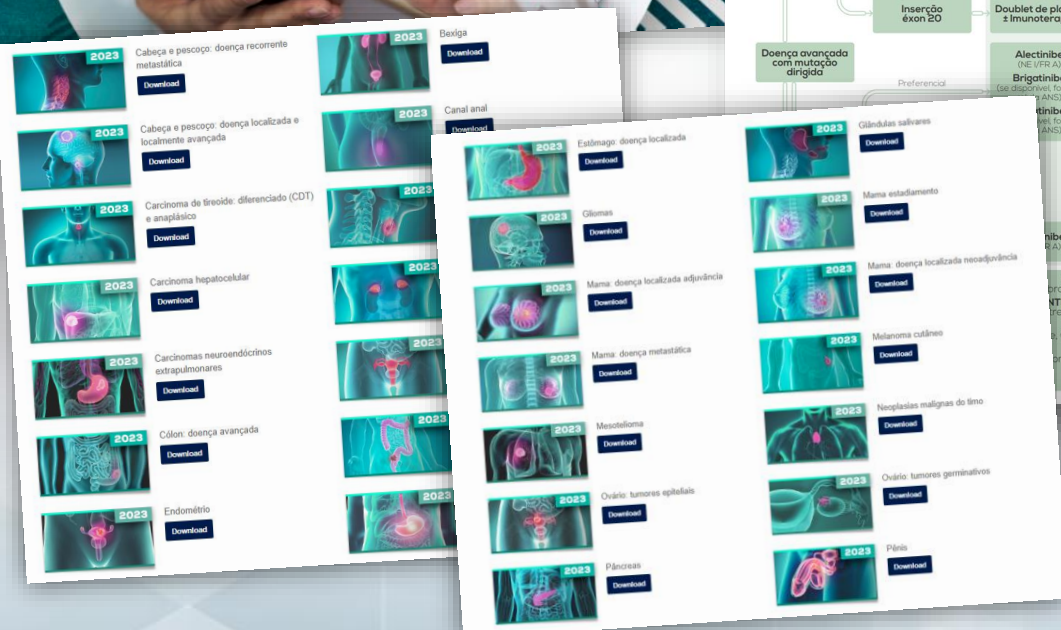 Inserção
éxon 20
Doença avançada
com mutação
dirigida
Preferencial
(NE I/FR A)
2023
Cabeça e pescoço: doença recorrente
metastática
Download
2023
Bexiga
Download
2023
Cabeça e pescoço: doença localizada e
localmente avançada
Download
Canal anal
Download
2023
Carcinoma de tireoide: diferenciado (CDT)
e anaplásico
Download
2023
2023
Carcinoma hepatocelular
Download
2023
2023
Carcinomas neuroendócrinos
extrapulmonares
Download
2023
2023
Cólon: doença avançada
Download
2023
Endométrio
Download
2023
2023
Estômago: doença localizada
Download
2023
Glândulas salivares
Download
2023
Gliomas
Download
2023
Mama estadiamento
Download
2023
Mama: doença localizada adjuvância
Download
2023
Mama: doença localizada neoadjuvância
Download
2023
Mama: doença metastática
Download
2023
Melanoma cutâneo
Download
2023
Mesotelioma
Download
2023
Neoplasias malignas do timo
Download
2023
Ovário: tumores epiteliais
Download
2023
Ovário: tumores germinativos
Download
2023
Pâncreas
Download
2023
Pênis
Download